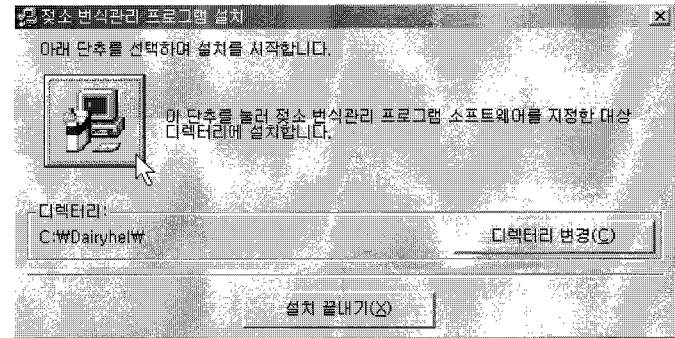 젖소 번식관리 프로그램 설치
아래 단추를 선택하여 설치를 시작합니다.
이 단추를 눌러 젖소 번식관리 프로그램 소프트웨어를 지정한 대상
디렉터리에 설치합니다.
디렉터리:
C:₩Dairyhel₩
디렉터리 변경(C)
설치 끝내기(X)